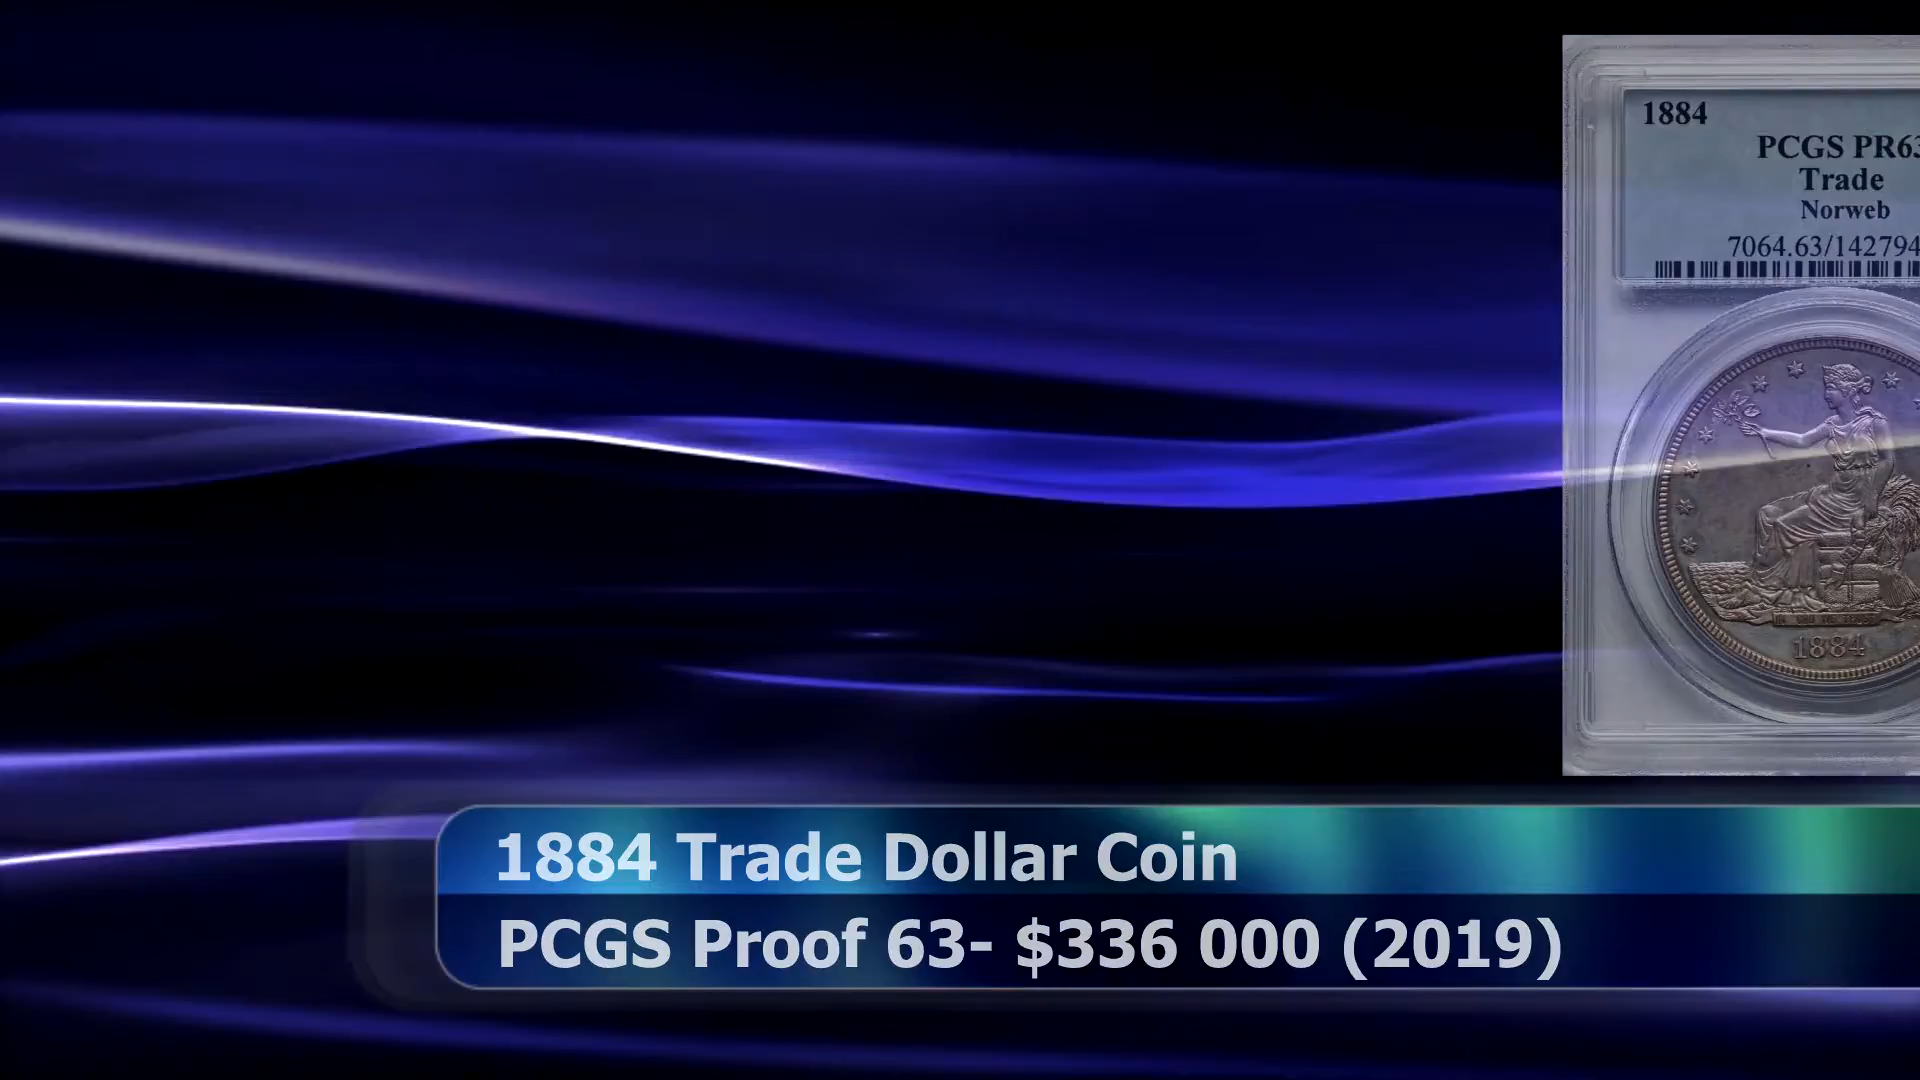 1884
PCGS PR63
Trade
Norweb
7064.63/142794
1884
1884 Trade Dollar Coin
PCGS Proof 63- $336 000 (2019)